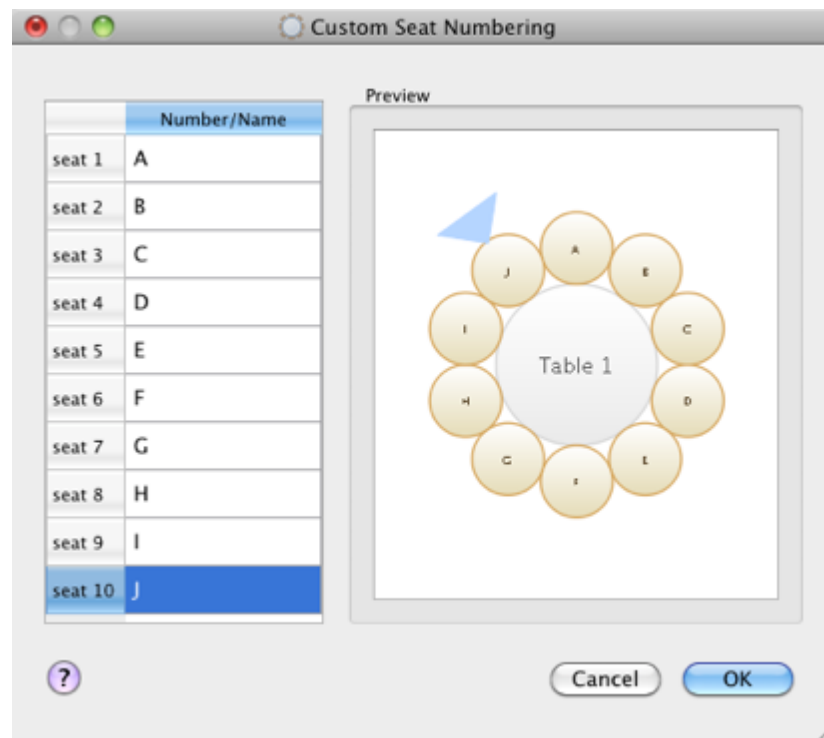 Custom Seat Numbering
Number/Name
seat 1 A
seat 2 B
seat 3 C
seat 4 D
seat 5 E
seat 6 F
seat 7 G
seat 8 H
seat 9 I
seat 10 J
Preview
A
J
B
I
C
Table 1
H
D
G
?
Cancel
OK